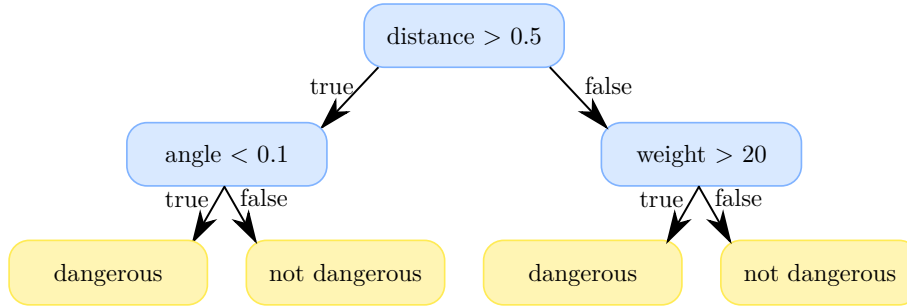 distance > 0.5
true
false
angle < 0.1
weight > 20
true
false
true
false
dangerous
not dangerous
dangerous
not dangerous